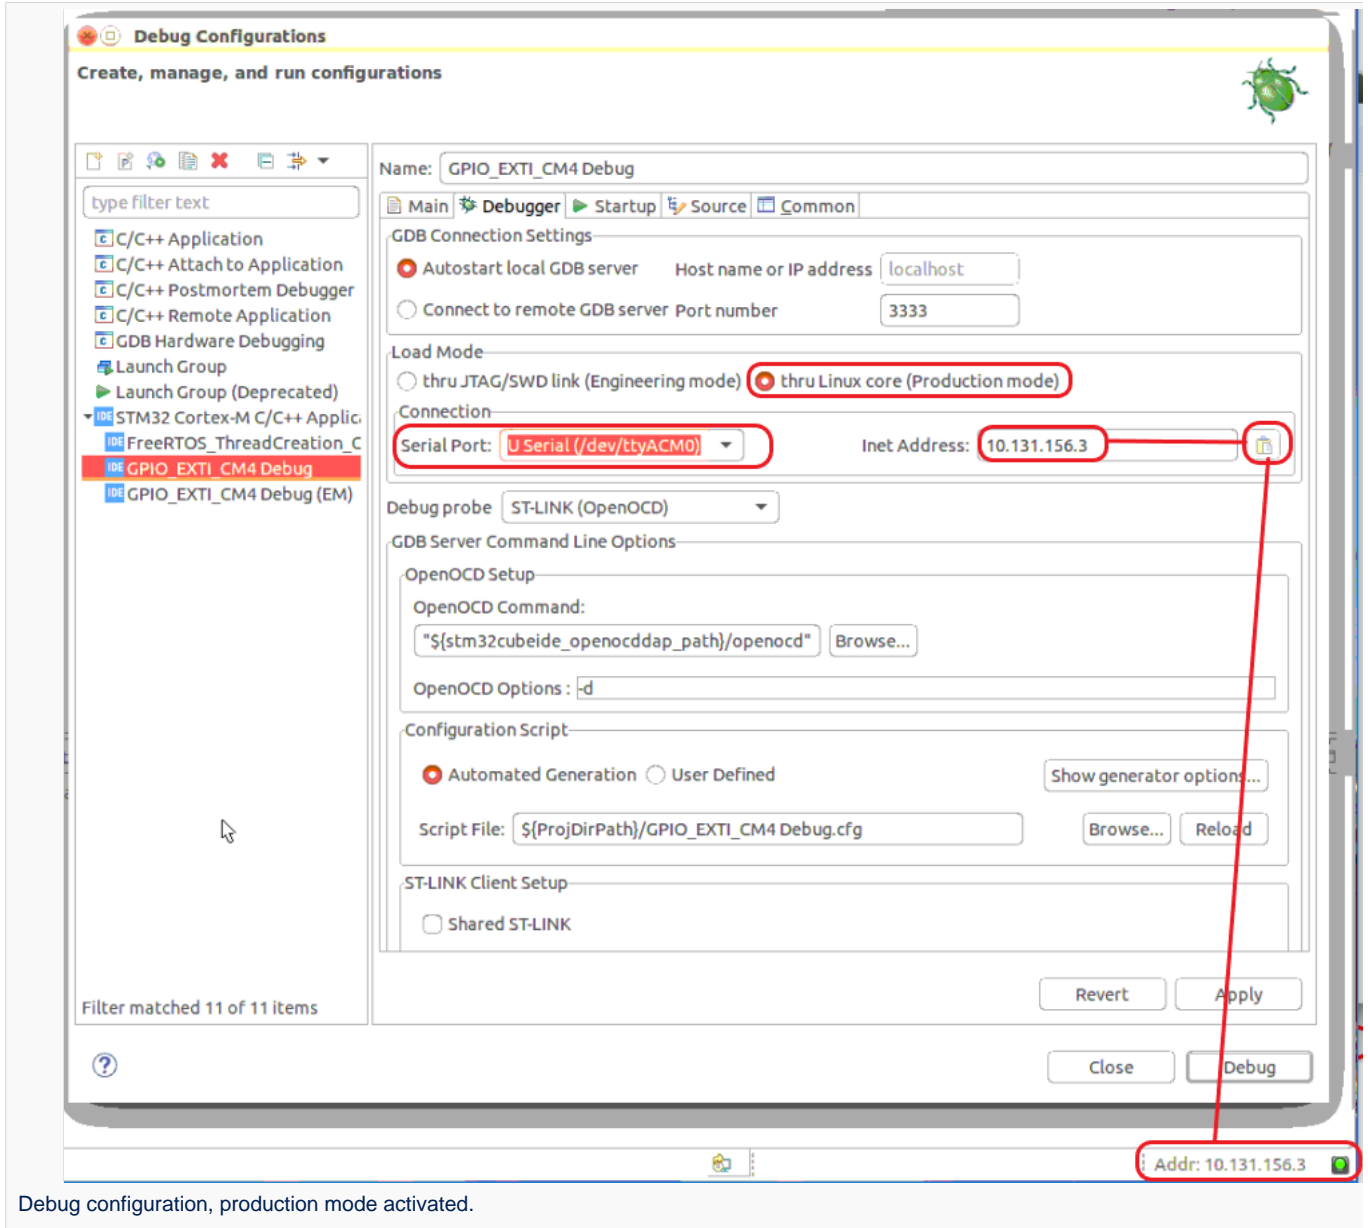 Debug Configurations
Create, manage, and run configurations
type filter text
C/C++ Application
C/C++ Attach to Application
C/C++ Postmortem Debugger
C/C++ Remote Application
GDB Hardware Debugging
Launch Group
Launch Group (Deprecated)
STM32 Cortex-M C/C++ Applic
FreeRTOS_ThreadCreation_C
GPIO_EXTI_CM4 Debug
GPIO_EXTI_CM4 Debug (EM)
Filter matched 11 of 11 items
Name: GPIO_EXTI_CM4 Debug
Main Debugger Startup Source Common
GDB Connection Settings
Autostart local GDB server Host name or IP address localhost
Connect to remote GDB server Port number 3333
Load Mode
thru JTAG/SWD link (Engineering mode) thru Linux core (Production mode)
Connection
Serial Port: U Serial (/dev/ttyACM0) Inet Address: 10.131.156.3
Debug probe ST-LINK (OpenOCD)
GDB Server Command Line Options
OpenOCD Setup
OpenOCD Command:
"${stm32cubeide_openocddap_path}/openocd" Browse...
OpenOCD Options : -d
Configuration Script
Automated Generation User Defined Show generator options...
Script File: ${ProjDirPath}/GPIO_EXTI_CM4 Debug.cfg Browse... Reload
ST-LINK Client Setup
Shared ST-LINK
Revert Apply
Close Debug
Addr: 10.131.156.3
Debug configuration, production mode activated.